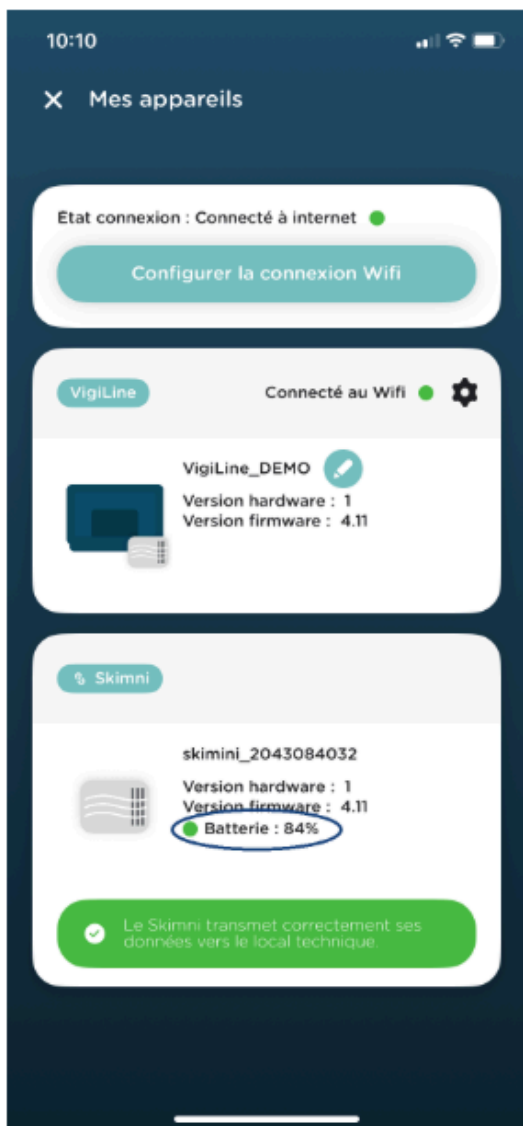 10:10
Mes appareils
État connexion : Connecté à internet
Configurer la connexion Wifi
VigiLine
Connecté au Wifi
VigiLine_DEMO
Version hardware : 1
Version firmware : 4.11
Skimni
skimini_2043084032
Version hardware : 1
Version firmware : 4.11
Batterie : 84%
Le Skimni transmet correctement ses
données vers le local technique.